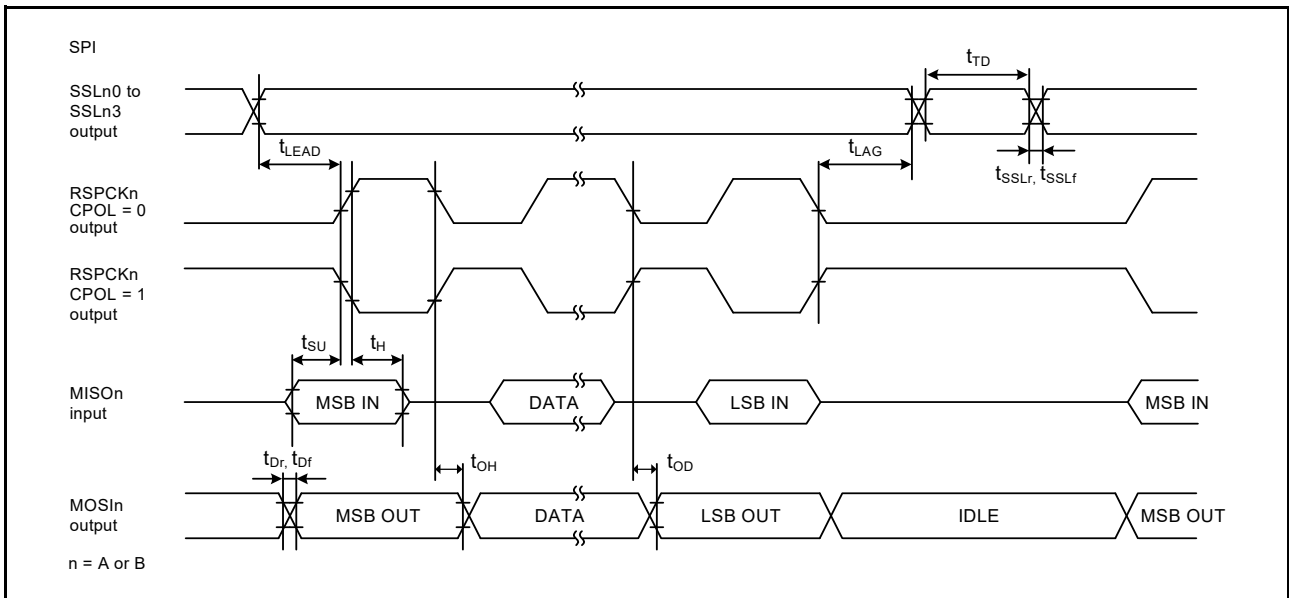 SPI
SSLn0 to
SSLn3
output
tTD
tLEAD
tLAG
tSSLr, tSSLf
RSPCKn
CPOL = 0
output
RSPCKn
CPOL = 1
output
tSU
tH
MISOn
input
MSB IN
DATA
LSB IN
MSB IN
tDr, tDf
tOH
tOD
MOSIn
output
MSB OUT
DATA
LSB OUT
IDLE
MSB OUT
n = A or B